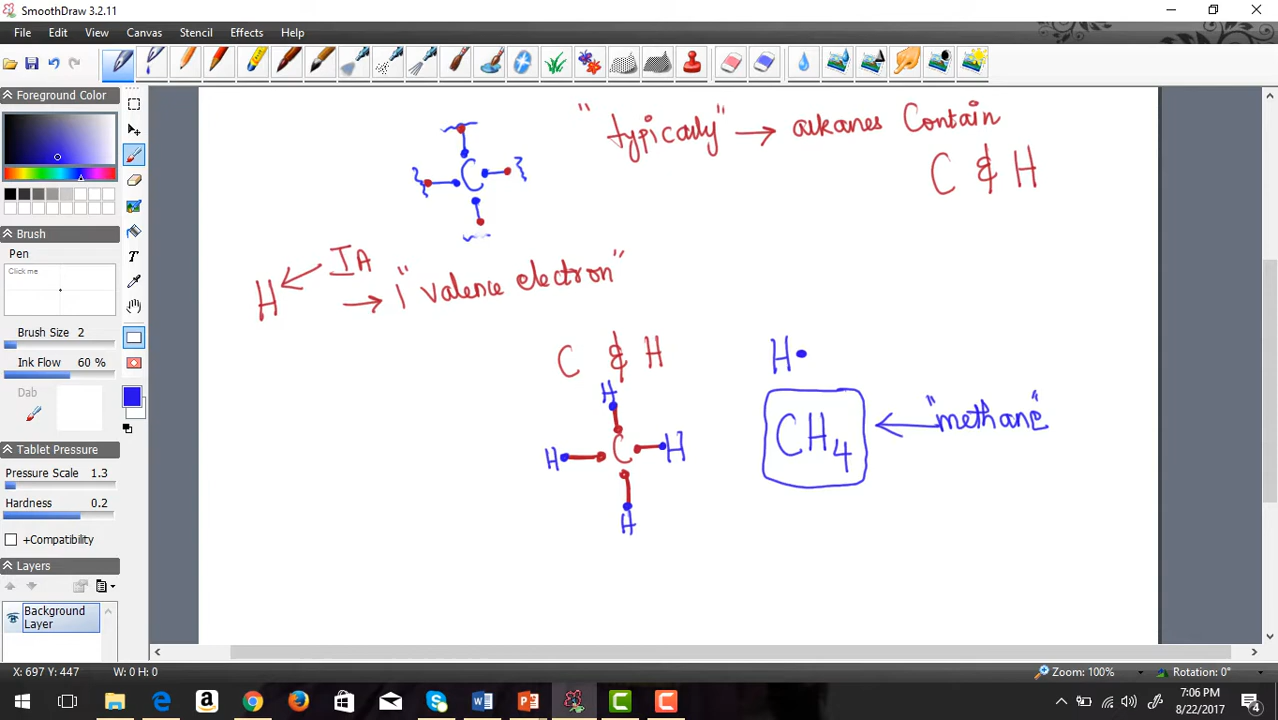 SmoothDraw 3.2.11
File Edit View Canvas Stencil Effects Help
Foreground Color
Brush
Pen
Click me
Brush Size 2
Ink Flow 60 %
Dab
Tablet Pressure
Pressure Scale 1.3
Hardness 0.2
+Compatibility
Layers
Background Layer
"typically" → alkanes Contain
C & H
C
H ← IA
→ 1 "valence electron"
C & H
H •
H
H C H
H
CH4 ← "methane"
X: 697 Y: 447 W: 0 H: 0 Zoom: 100% Rotation: 0°
7:06 PM
8/22/2017
4